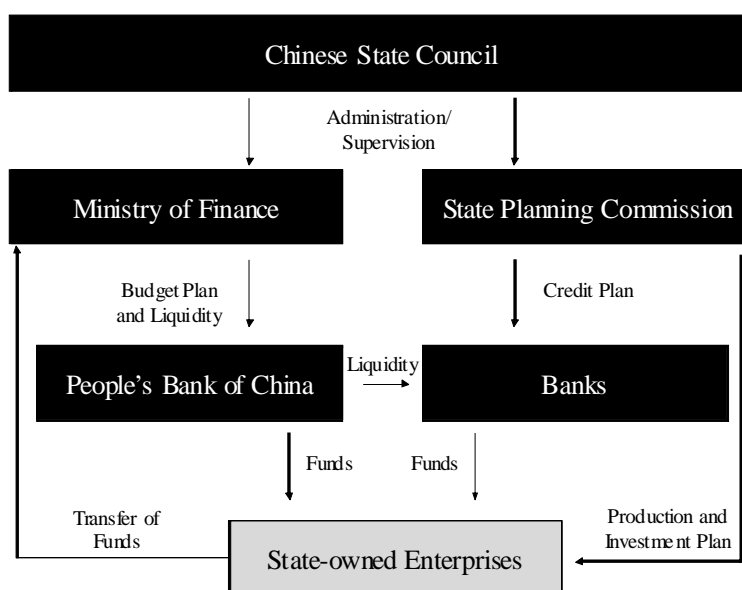 Chinese State Council
Administration/
Supervision
Ministry of Finance
State Planning Commission
Budget Plan
and Liquidity
Credit Plan
People's Bank of China
Liquidity
Banks
Funds
Funds
Transfer of
Funds
State-owned Enterprises
Production and
Investment Plan